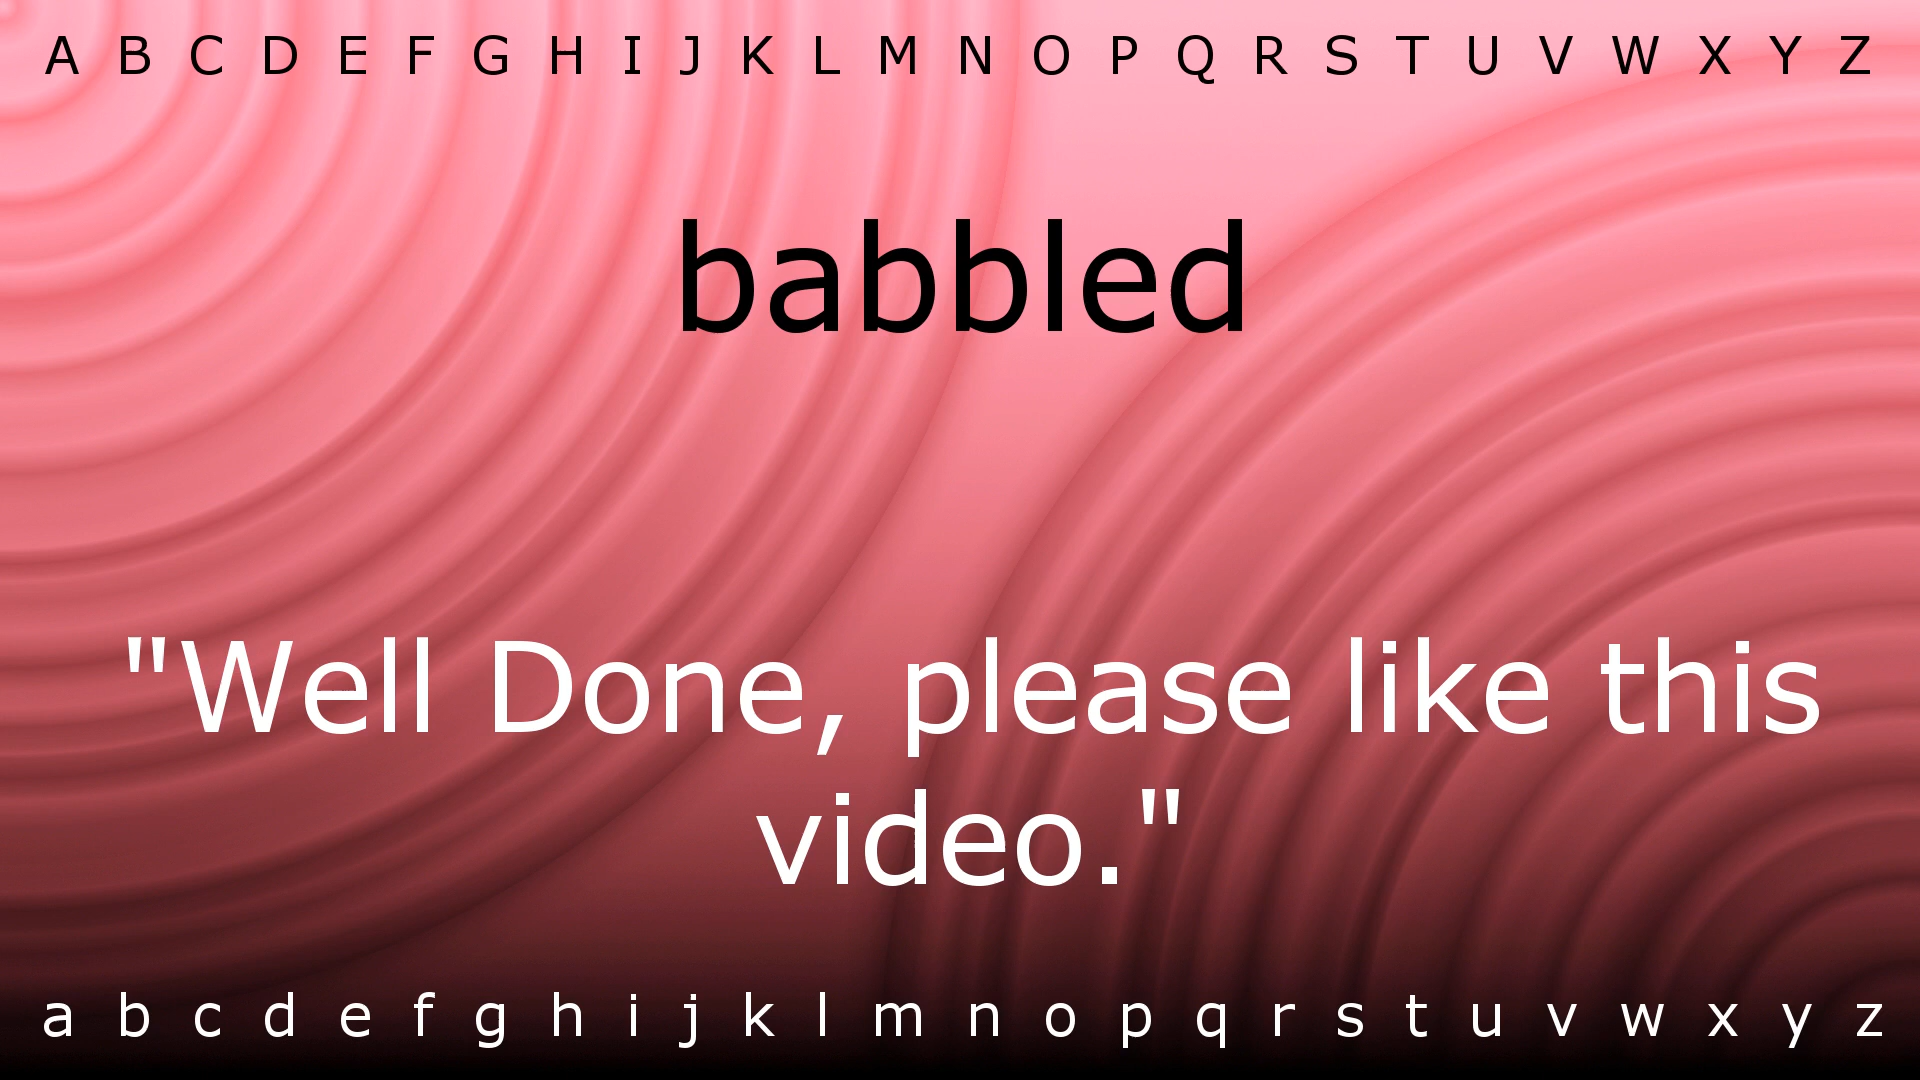 A B C D E F G H I J K L M N O P Q R S T U V W X Y Z
babbled
"Well Done, please like this
video."
a b c d e f g h i j k l m n o p q r s t u v w x y z